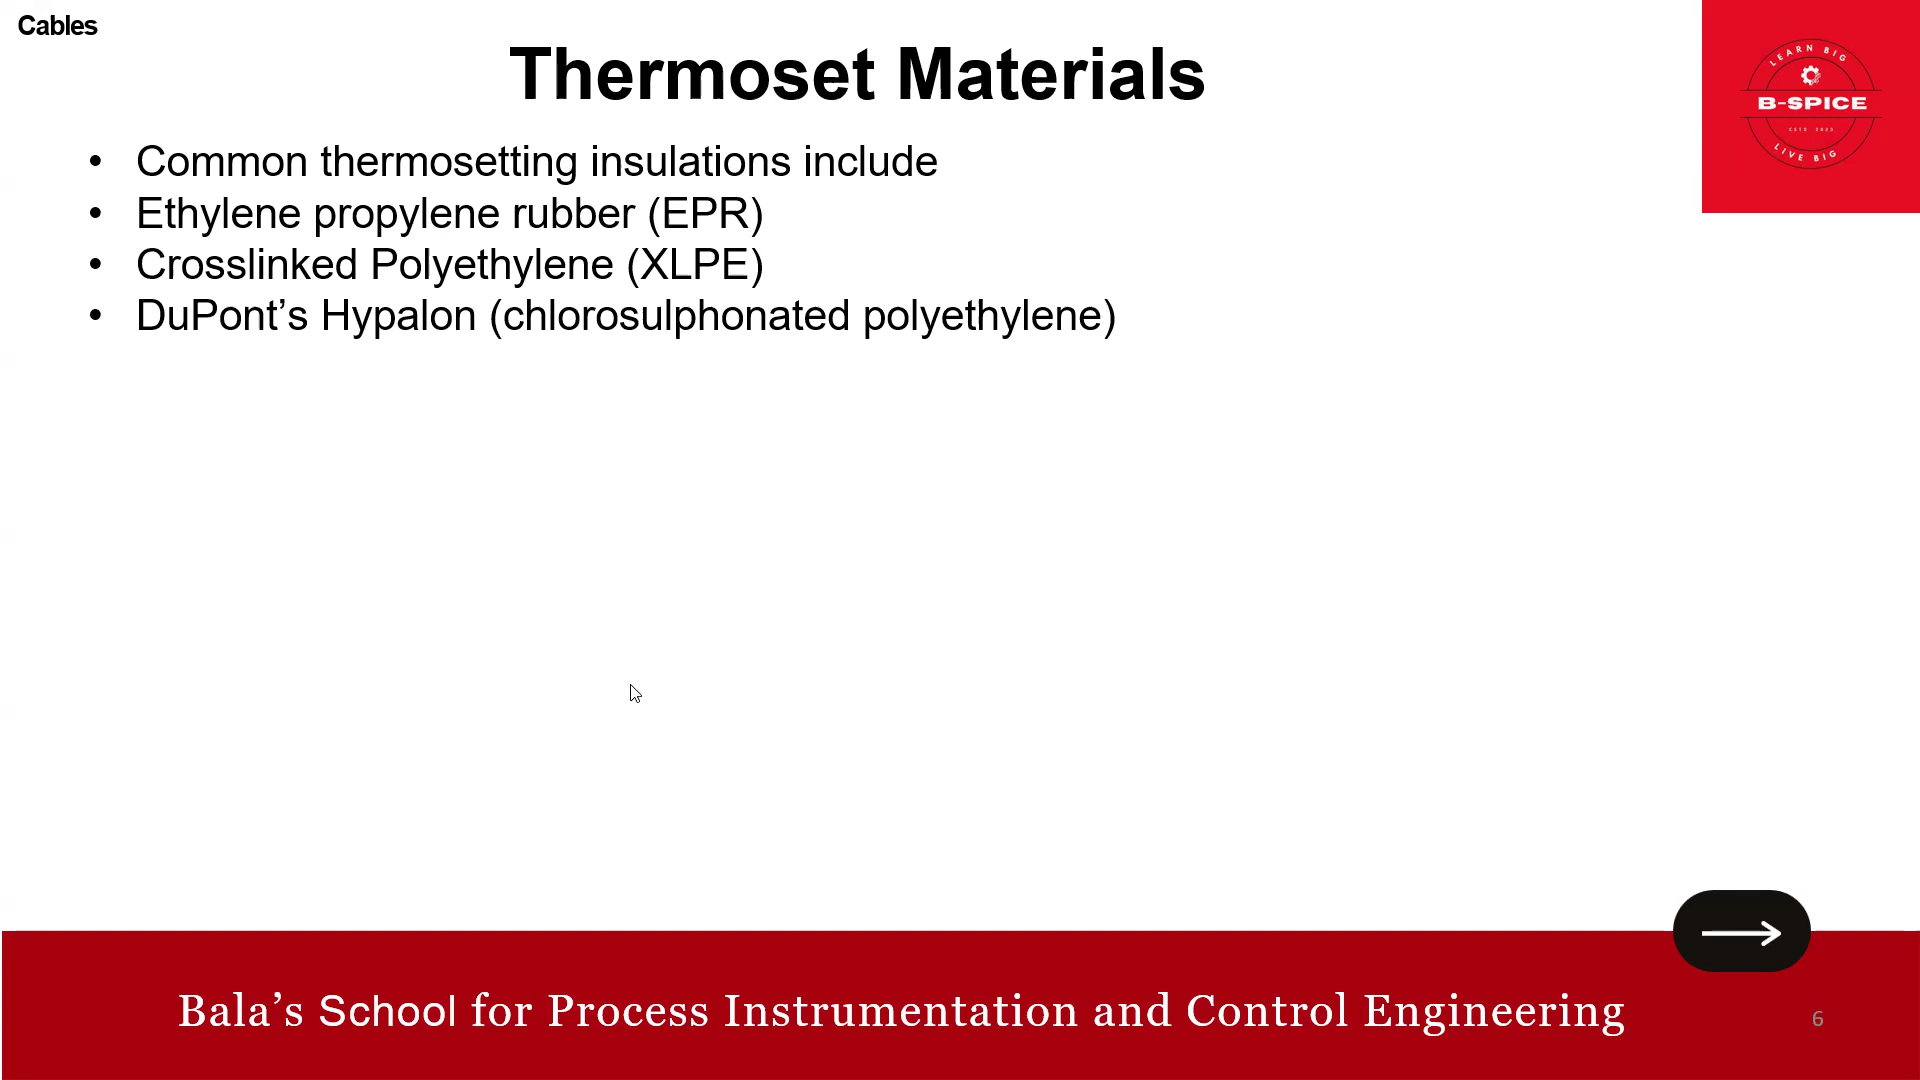 Cables
Thermoset Materials
LEARN BIG
B-SPICE
ESTD 2023
LIVE BIG
• Common thermosetting insulations include
• Ethylene propylene rubber (EPR)
• Crosslinked Polyethylene (XLPE)
• DuPont’s Hypalon (chlorosulphonated polyethylene)
Bala’s School for Process Instrumentation and Control Engineering
6